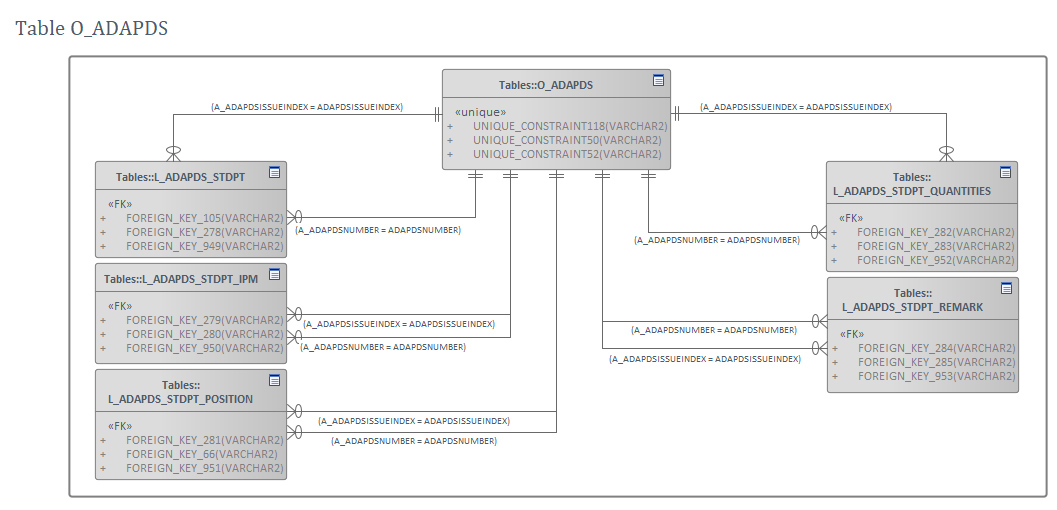 Table O_ADAPDS
Tables::O_ADAPDS
«unique»
+ UNIQUE_CONSTRAINT118(VARCHAR2)
+ UNIQUE_CONSTRAINT50(VARCHAR2)
+ UNIQUE_CONSTRAINT52(VARCHAR2)
(A_ADAPDSISSUEINDEX = ADAPDSISSUEINDEX)
(A_ADAPDSISSUEINDEX = ADAPDSISSUEINDEX)
Tables::L_ADAPDS_STDPT
«FK»
+ FOREIGN_KEY_105(VARCHAR2)
+ FOREIGN_KEY_278(VARCHAR2)
+ FOREIGN_KEY_949(VARCHAR2)
(A_ADAPDSNUMBER = ADAPDSNUMBER)
Tables::L_ADAPDS_STDPT_IPM
«FK»
+ FOREIGN_KEY_279(VARCHAR2)
+ FOREIGN_KEY_280(VARCHAR2)
+ FOREIGN_KEY_950(VARCHAR2)
(A_ADAPDSISSUEINDEX = ADAPDSISSUEINDEX)
(A_ADAPDSNUMBER = ADAPDSNUMBER)
Tables::
L_ADAPDS_STDPT_POSITION
«FK»
+ FOREIGN_KEY_281(VARCHAR2)
+ FOREIGN_KEY_66(VARCHAR2)
+ FOREIGN_KEY_951(VARCHAR2)
(A_ADAPDSISSUEINDEX = ADAPDSISSUEINDEX)
(A_ADAPDSNUMBER = ADAPDSNUMBER)
Tables::
L_ADAPDS_STDPT_QUANTITIES
«FK»
+ FOREIGN_KEY_282(VARCHAR2)
+ FOREIGN_KEY_283(VARCHAR2)
+ FOREIGN_KEY_952(VARCHAR2)
(A_ADAPDSNUMBER = ADAPDSNUMBER)
Tables::
L_ADAPDS_STDPT_REMARK
«FK»
+ FOREIGN_KEY_284(VARCHAR2)
+ FOREIGN_KEY_285(VARCHAR2)
+ FOREIGN_KEY_953(VARCHAR2)
(A_ADAPDSNUMBER = ADAPDSNUMBER)
(A_ADAPDSISSUEINDEX = ADAPDSISSUEINDEX)